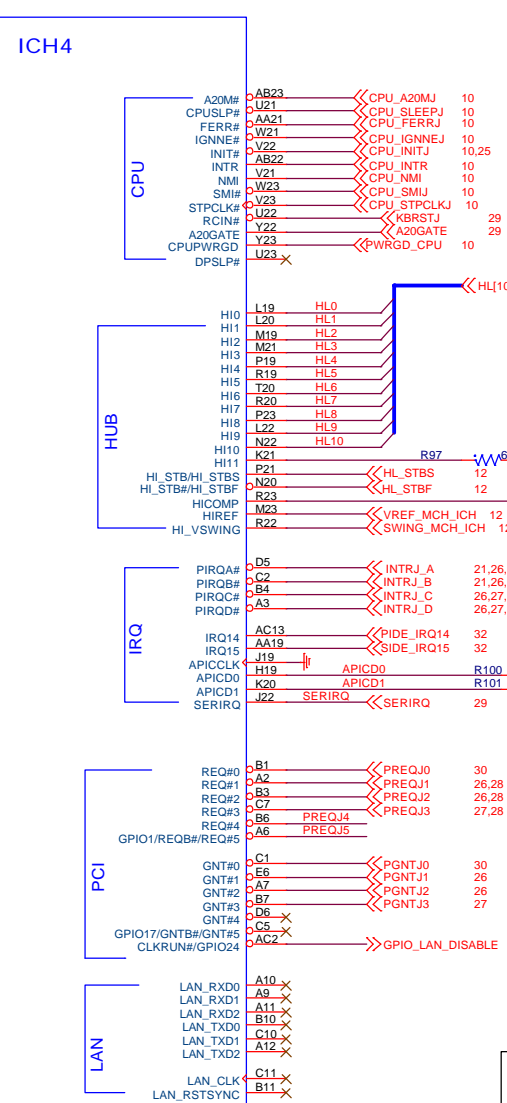 ICH4
CPU
A20M# AB23 CPU_A20MJ 10
CPUSLP# U21 CPU_SLEEPJ 10
FERR# AA21 CPU_FERRJ 10
IGNNE# W21 CPU_IGNNEJ 10
INIT# V22 CPU_INITJ 10,25
INTR AB22 CPU_INTR 10
NMI V21 CPU_NMI 10
SMI# W23 CPU_SMIJ 10
STPCLK# V23 CPU_STPCLKJ 10
RCIN# U22 KBRSTJ 29
A20GATE Y22 A20GATE 29
CPUPWRGD Y23 PWRGD_CPU 10
DPSLP# U23
HL[10
HUB
HI0 L19 HL0
HI1 L20 HL1
HI2 M19 HL2
HI3 M21 HL3
HI4 P19 HL4
HI5 R19 HL5
HI6 T20 HL6
HI7 R20 HL7
HI8 P23 HL8
HI9 L22 HL9
HI10 N22 HL10
HI11 K21 R97 6
HI_STB/HI_STBS P21 HL_STBS 12
HI_STB#/HI_STBF N20 HL_STBF 12
HICOMP R23
HIREF M23 VREF_MCH_ICH 12
HI_VSWING R22 SWING_MCH_ICH 12
IRQ
PIRQA# D5 INTRJ_A 21,26,
PIRQB# C2 INTRJ_B 21,26,
PIRQC# B4 INTRJ_C 26,27,
PIRQD# A3 INTRJ_D 26,27,
IRQ14 AC13 PIDE_IRQ14 32
IRQ15 AA19 SIDE_IRQ15 32
APICCLK J19
APICD0 H19 APICD0 R100
APICD1 K20 APICD1 R101
SERIRQ J22 SERIRQ SERIRQ 29
PCI
REQ#0 B1 PREQJ0 30
REQ#1 A2 PREQJ1 26,28
REQ#2 B3 PREQJ2 26,28
REQ#3 C7 PREQJ3 27,28
REQ#4 B6 PREQJ4
GPIO1/REQB#/REQ#5 A6 PREQJ5
GNT#0 C1 PGNTJ0 30
GNT#1 E6 PGNTJ1 26
GNT#2 A7 PGNTJ2 26
GNT#3 B7 PGNTJ3 27
GNT#4 D6
GPIO17/GNTB#/GNT#5 C5
CLKRUN#/GPIO24 AC2 GPIO_LAN_DISABLE
LAN
LAN_RXD0 A10
LAN_RXD1 A9
LAN_RXD2 A11
LAN_TXD0 B10
LAN_TXD1 C10
LAN_TXD2 A12
LAN_CLK C11
LAN_RSTSYNC B11